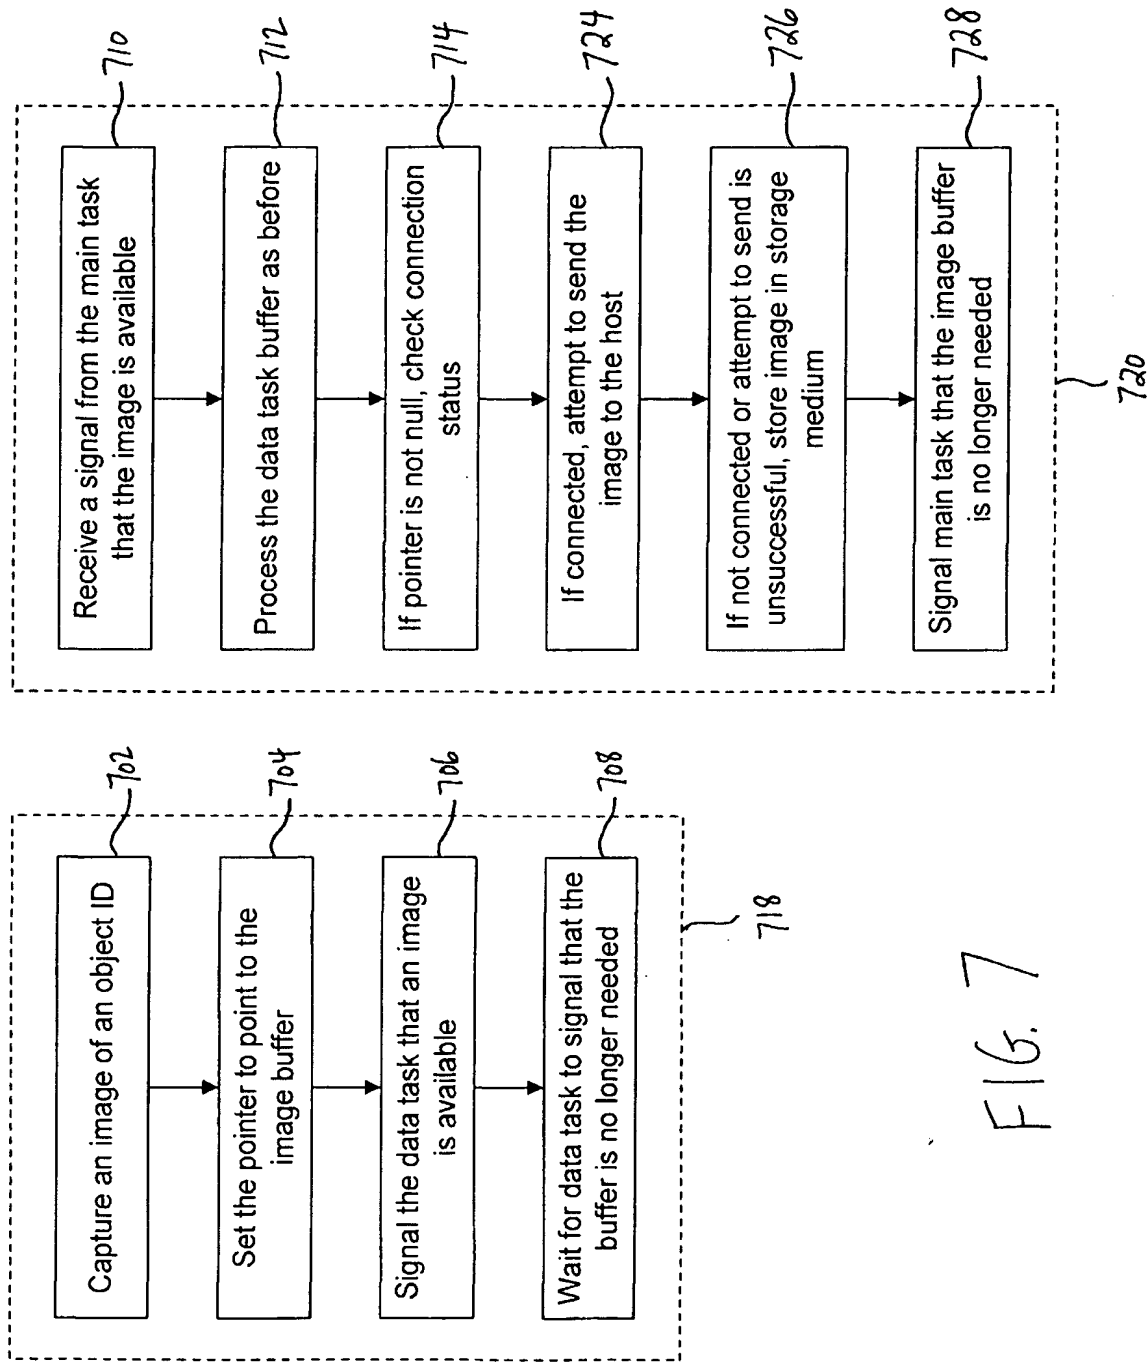 Capture an image of an object ID
702
Set the pointer to point to the
image buffer
704
Signal the data task that an image
is available
706
Wait for data task to signal that the
buffer is no longer needed
708
718
Receive a signal from the main task
that the image is available
710
Process the data task buffer as before
712
If pointer is not null, check connection
status
714
If connected, attempt to send the
image to the host
724
If not connected or attempt to send is
unsuccessful, store image in storage
medium
726
Signal main task that the image buffer
is no longer needed
728
720
FIG. 7